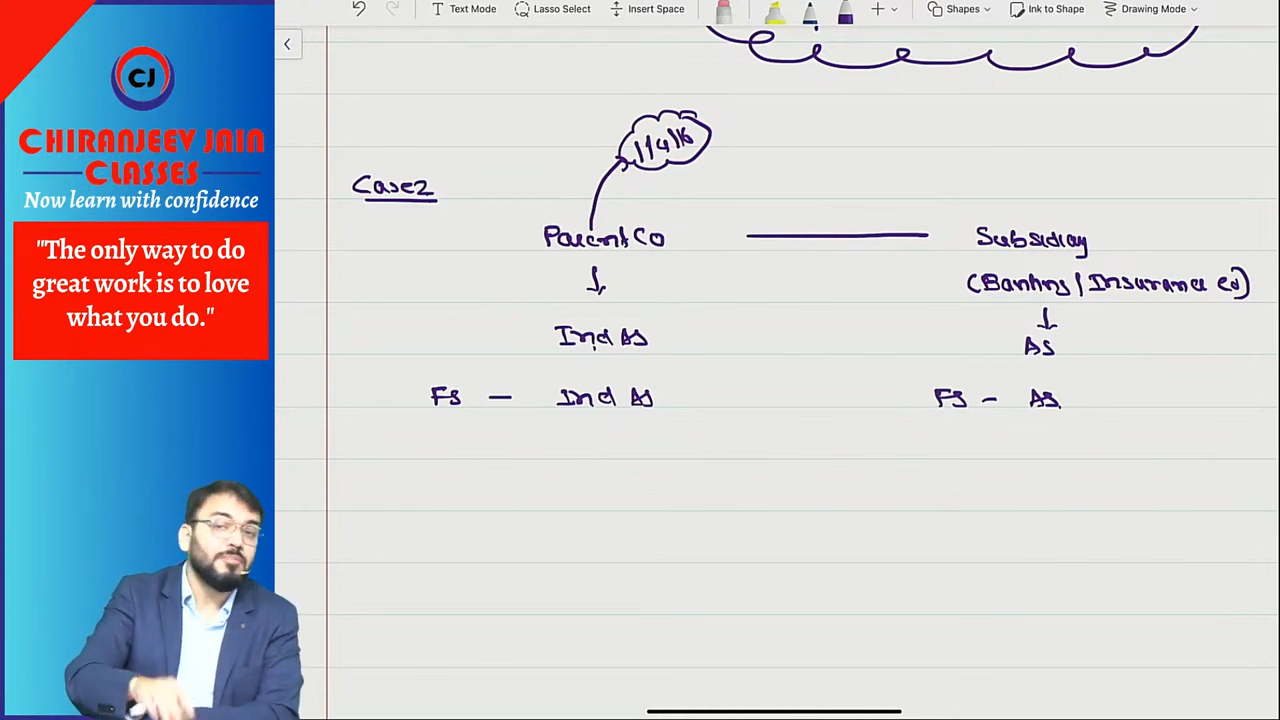 Text Mode
Lasso Select
Insert Space
Shapes
Ink to Shape
Drawing Mode
CJ
CHIRANJEEV JAIN
CLASSES
Now learn with confidence
"The only way to do
great work is to love
what you do."
1/4/16
Case 2
Parent Co
Subsidiary
(Banking/Insurance Co)
Ind AS
AS
FS - Ind AS
FS - AS